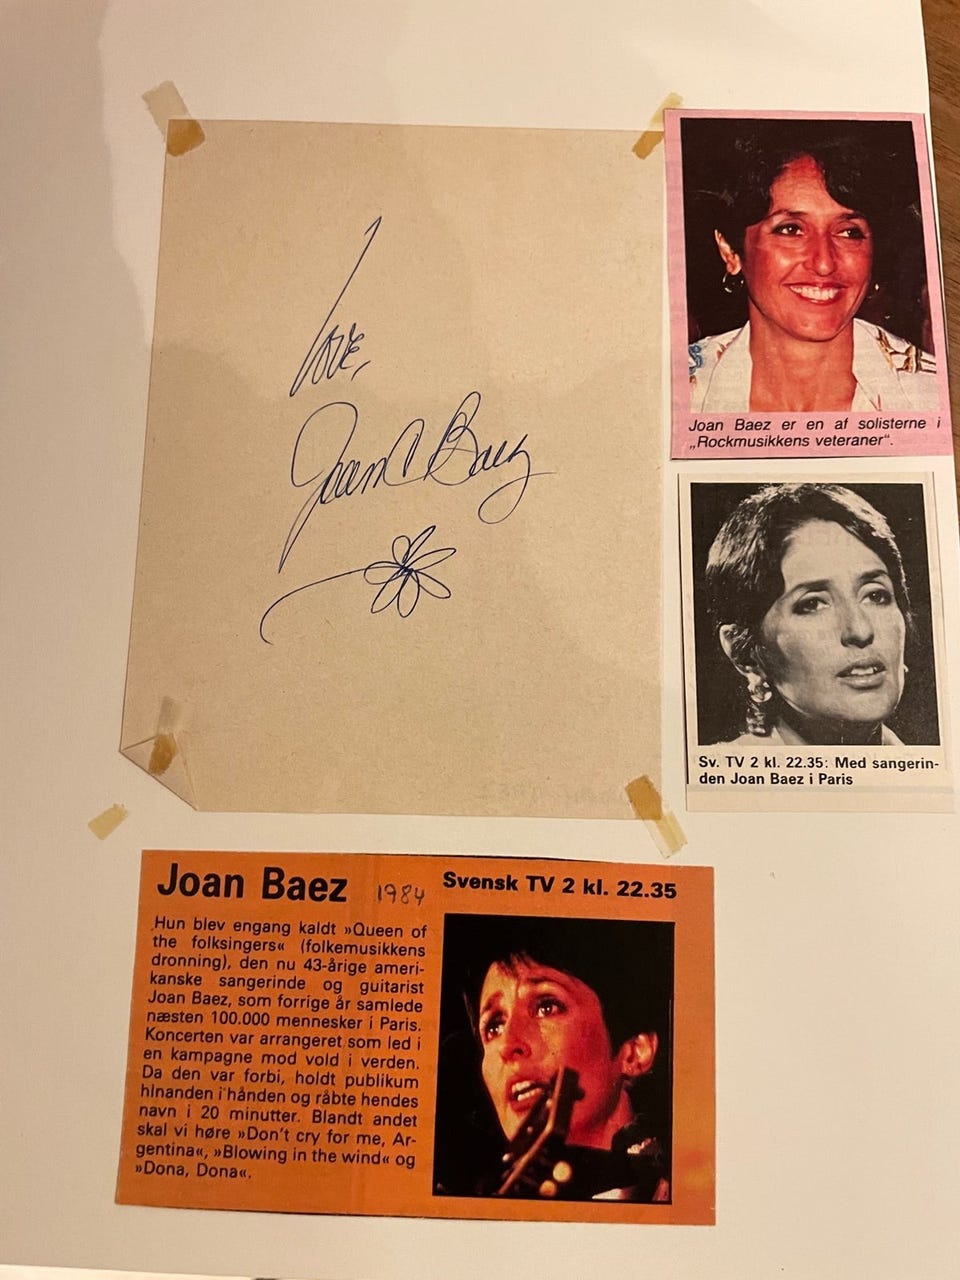 Love,
Joan C Baez
Joan Baez er en af solisterne i
„Rockmusikkens veteraner“.
Sv. TV 2 kl. 22.35: Med sangerin-
den Joan Baez i Paris
Joan Baez 1984 Svensk TV 2 kl. 22.35
Hun blev engang kaldt »Queen of
the folksingers« (folkemusikkens
dronning), den nu 43-årige ameri-
kanske sangerinde og guitarist
Joan Baez, som forrige år samlede
næsten 100.000 mennesker i Paris.
Koncerten var arrangeret som led i
en kampagne mod vold i verden.
Da den var forbi, holdt publikum
hlnanden i hånden og råbte hendes
navn i 20 minutter. Blandt andet
skal vi høre »Don't cry for me, Ar-
gentina«, »Blowing in the wind« og
»Dona, Dona«.